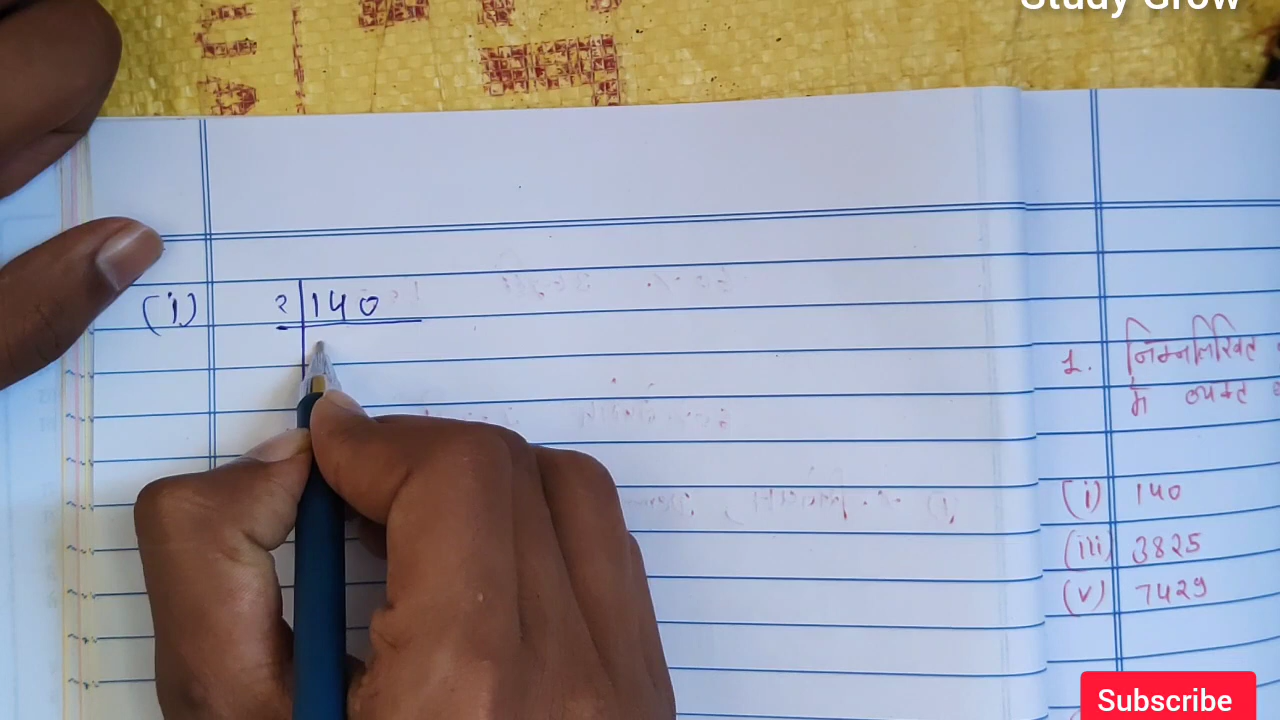 Study Grow
(i) 2 140
1. निम्नलिखित
मे व्यक्त
(i) 140
(iii) 3825
(v) 7429
Subscribe